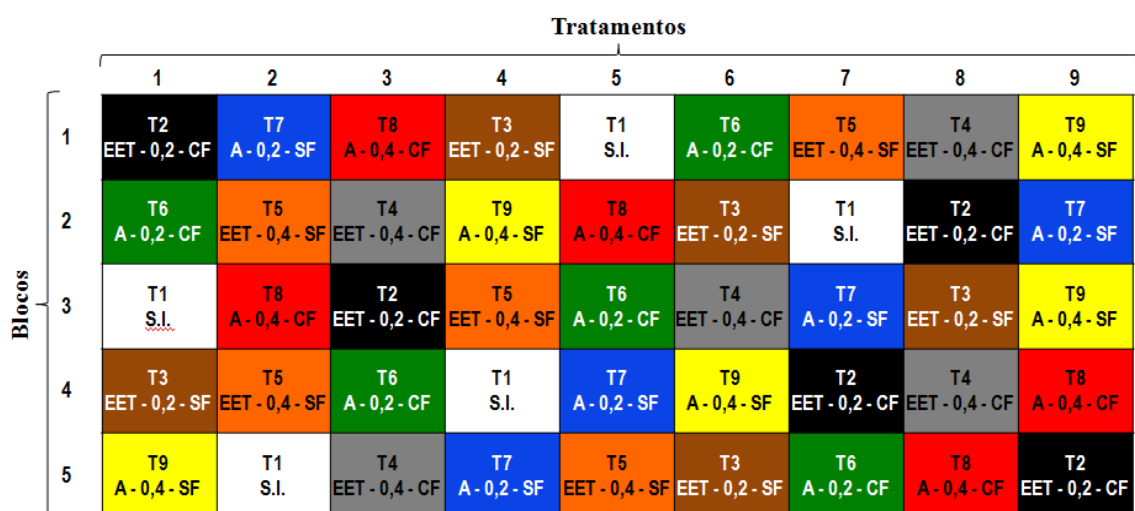 Tratamentos
1 2 3 4 5 6 7 8 9
Blocos
1
T2 T7 T8 T3 T1 T6 T5 T4 T9
EET - 0,2 - CF A - 0,2 - SF A - 0,4 - CF EET - 0,2 - SF S.I. A - 0,2 - CF EET - 0,4 - SF EET - 0,4 - CF A - 0,4 - SF
2
T6 T5 T4 T9 T8 T3 T1 T2 T7
A - 0,2 - CF EET - 0,4 - SF EET - 0,4 - CF A - 0,4 - SF A - 0,4 - CF EET - 0,2 - SF S.I. EET - 0,2 - CF A - 0,2 - SF
3
T1 T8 T2 T5 T6 T4 T7 T3 T9
S.I. A - 0,4 - CF EET - 0,2 - CF EET - 0,4 - SF A - 0,2 - CF EET - 0,4 - CF A - 0,2 - SF EET - 0,2 - SF A - 0,4 - SF
4
T3 T5 T6 T1 T7 T9 T2 T4 T8
EET - 0,2 - SF EET - 0,4 - SF A - 0,2 - CF S.I. A - 0,2 - SF A - 0,4 - SF EET - 0,2 - CF EET - 0,4 - CF A - 0,4 - CF
5
T9 T1 T4 T7 T5 T3 T6 T8 T2
A - 0,4 - SF S.I. EET - 0,4 - CF A - 0,2 - SF EET - 0,4 - SF EET - 0,2 - SF A - 0,2 - CF A - 0,4 - CF EET - 0,2 - CF